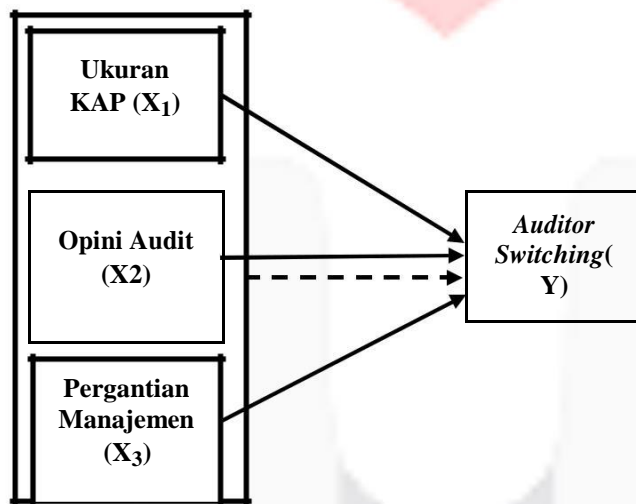 Ukuran
KAP (X₁)
Opini Audit
(X2)
Pergantian
Manajemen
(X₃)
Auditor
Switching(
Y)